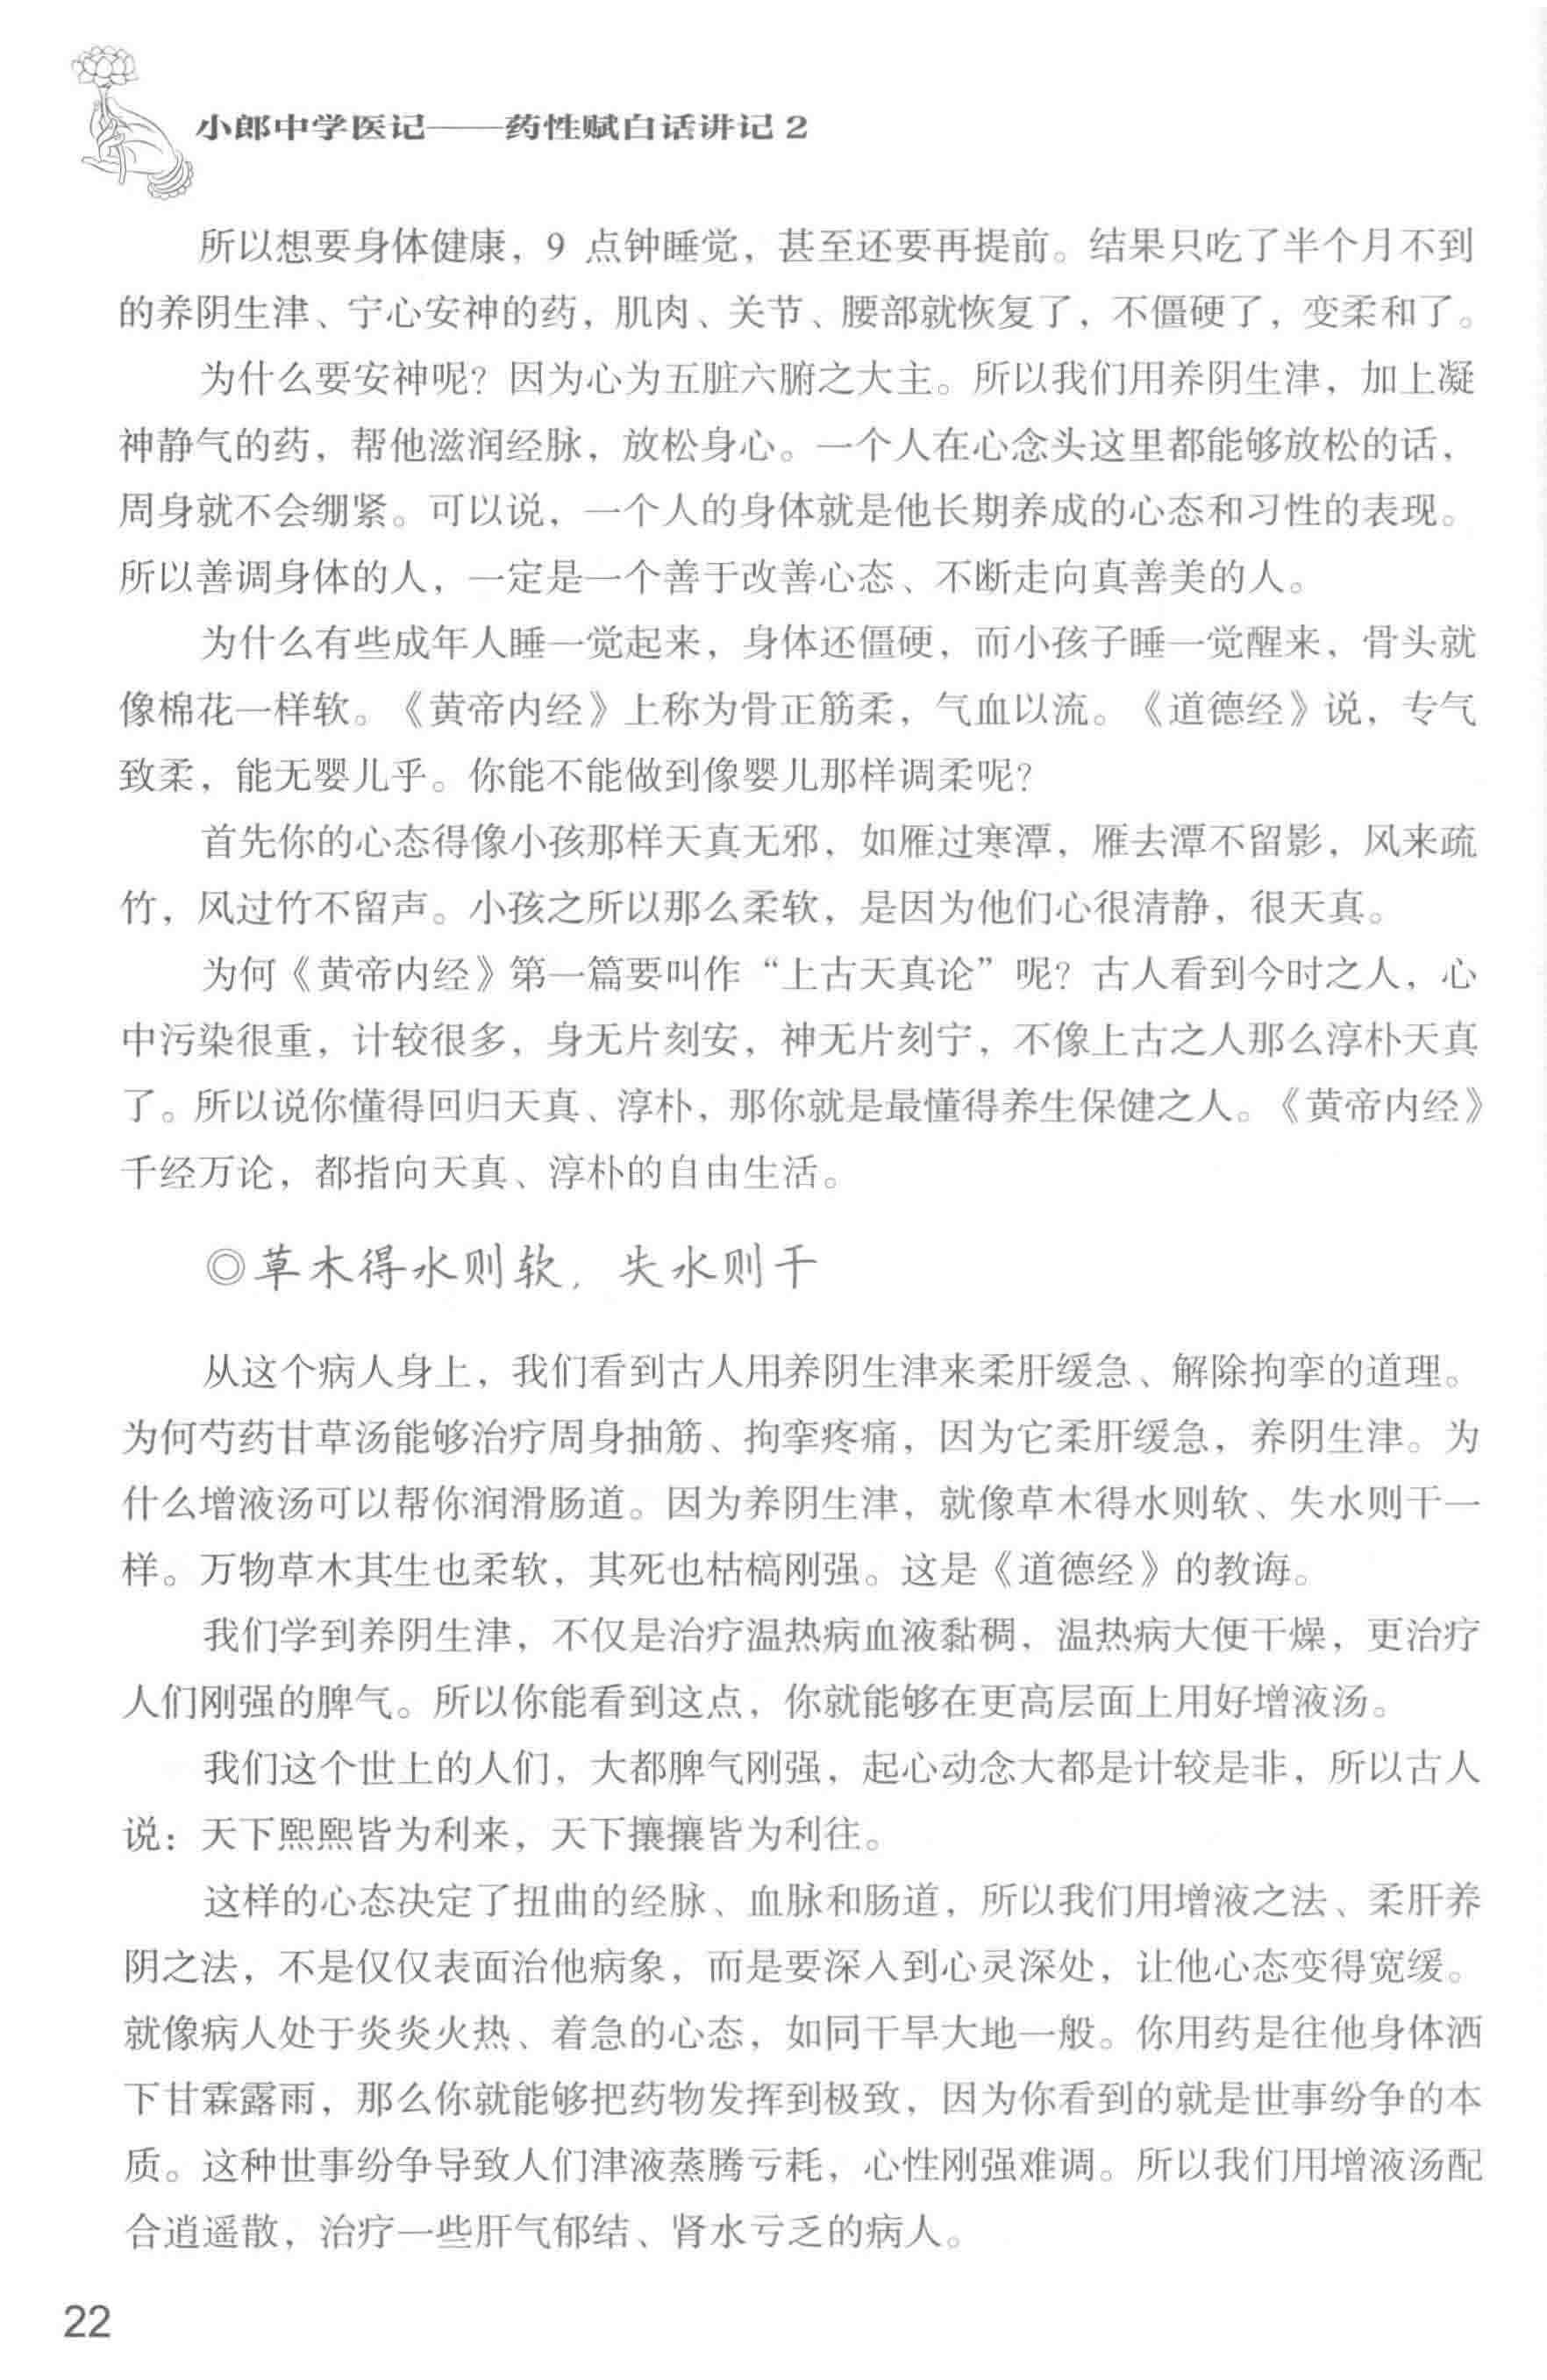 小郎中学医记——药性赋白话讲记2
所以想要身体健康，9 点钟睡觉，甚至还要再提前。结果只吃了半个月不到
的养阴生津、宁心安神的药，肌肉、关节、腰部就恢复了，不僵硬了，变柔和了。
为什么要安神呢？因为心为五脏六腑之大主。所以我们用养阴生津，加上凝
神静气的药，帮他滋润经脉，放松身心。一个人在心念头这里都能够放松的话，
周身就不会绷紧。可以说，一个人的身体就是他长期养成的心态和习性的表现。
所以善调身体的人，一定是一个善于改善心态、不断走向真善美的人。
为什么有些成年人睡一觉起来，身体还僵硬，而小孩子睡一觉醒来，骨头就
像棉花一样软。《黄帝内经》上称为骨正筋柔，气血以流。《道德经》说，专气
致柔，能无婴儿乎。你能不能做到像婴儿那样调柔呢？
首先你的心态得像小孩那样天真无邪，如雁过寒潭，雁去潭不留影，风来疏
竹，风过竹不留声。小孩之所以那么柔软，是因为他们心很清静，很天真。
为何《黄帝内经》第一篇要叫作“上古天真论”呢？古人看到今时之人，心
中污染很重，计较很多，身无片刻安，神无片刻宁，不像上古之人那么淳朴天真
了。所以说你懂得回归天真、淳朴，那你就是最懂得养生保健之人。《黄帝内经》
千经万论，都指向天真、淳朴的自由生活。
◎草木得水则软，失水则干
从这个病人身上，我们看到古人用养阴生津来柔肝缓急、解除拘挛的道理。
为何芍药甘草汤能够治疗周身抽筋、拘挛疼痛，因为它柔肝缓急，养阴生津。为
什么增液汤可以帮你润滑肠道。因为养阴生津，就像草木得水则软、失水则干一
样。万物草木其生也柔软，其死也枯槁刚强。这是《道德经》的教诲。
我们学到养阴生津，不仅是治疗温热病血液黏稠，温热病大便干燥，更治疗
人们刚强的脾气。所以你能看到这点，你就能够在更高层面上用好增液汤。
我们这个世上的人们，大都脾气刚强，起心动念大都是计较是非，所以古人
说：天下熙熙皆为利来，天下攘攘皆为利往。
这样的心态决定了扭曲的经脉、血脉和肠道，所以我们用增液之法、柔肝养
阴之法，不是仅仅表面治他病象，而是要深入到心灵深处，让他心态变得宽缓。
就像病人处于炎炎火热、着急的心态，如同干旱大地一般。你用药是往他身体洒
下甘霖露雨，那么你就能够把药物发挥到极致，因为你看到的就是世事纷争的本
质。这种世事纷争导致人们津液蒸腾亏耗，心性刚强难调。所以我们用增液汤配
合逍遥散，治疗一些肝气郁结、肾水亏乏的病人。
22